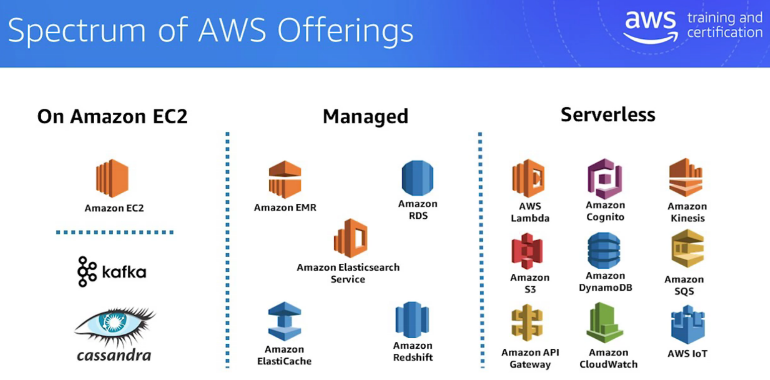 Spectrum of AWS Offerings
aws training and
certification
On Amazon EC2
Managed
Serverless
Amazon EC2
kafka
cassandra
Amazon EMR
Amazon
RDS
Amazon Elasticsearch
Service
Amazon
ElastiCache
Amazon
Redshift
AWS
Lambda
Amazon
Cognito
Amazon
Kinesis
Amazon
S3
Amazon
DynamoDB
Amazon
SQS
Amazon API
Gateway
Amazon
CloudWatch
AWS IoT